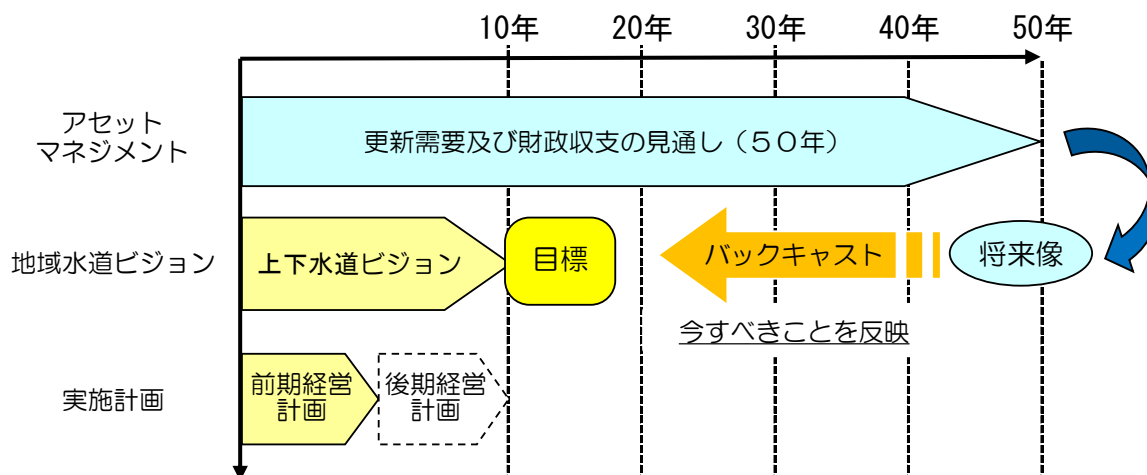 10年 20年 30年 40年 50年
アセット
マネジメント
更新需要及び財政収支の見通し（５０年）
地域水道ビジョン
上下水道ビジョン
目標
バックキャスト
将来像
今すべきことを反映
実施計画
前期経営
計画
後期経営
計画